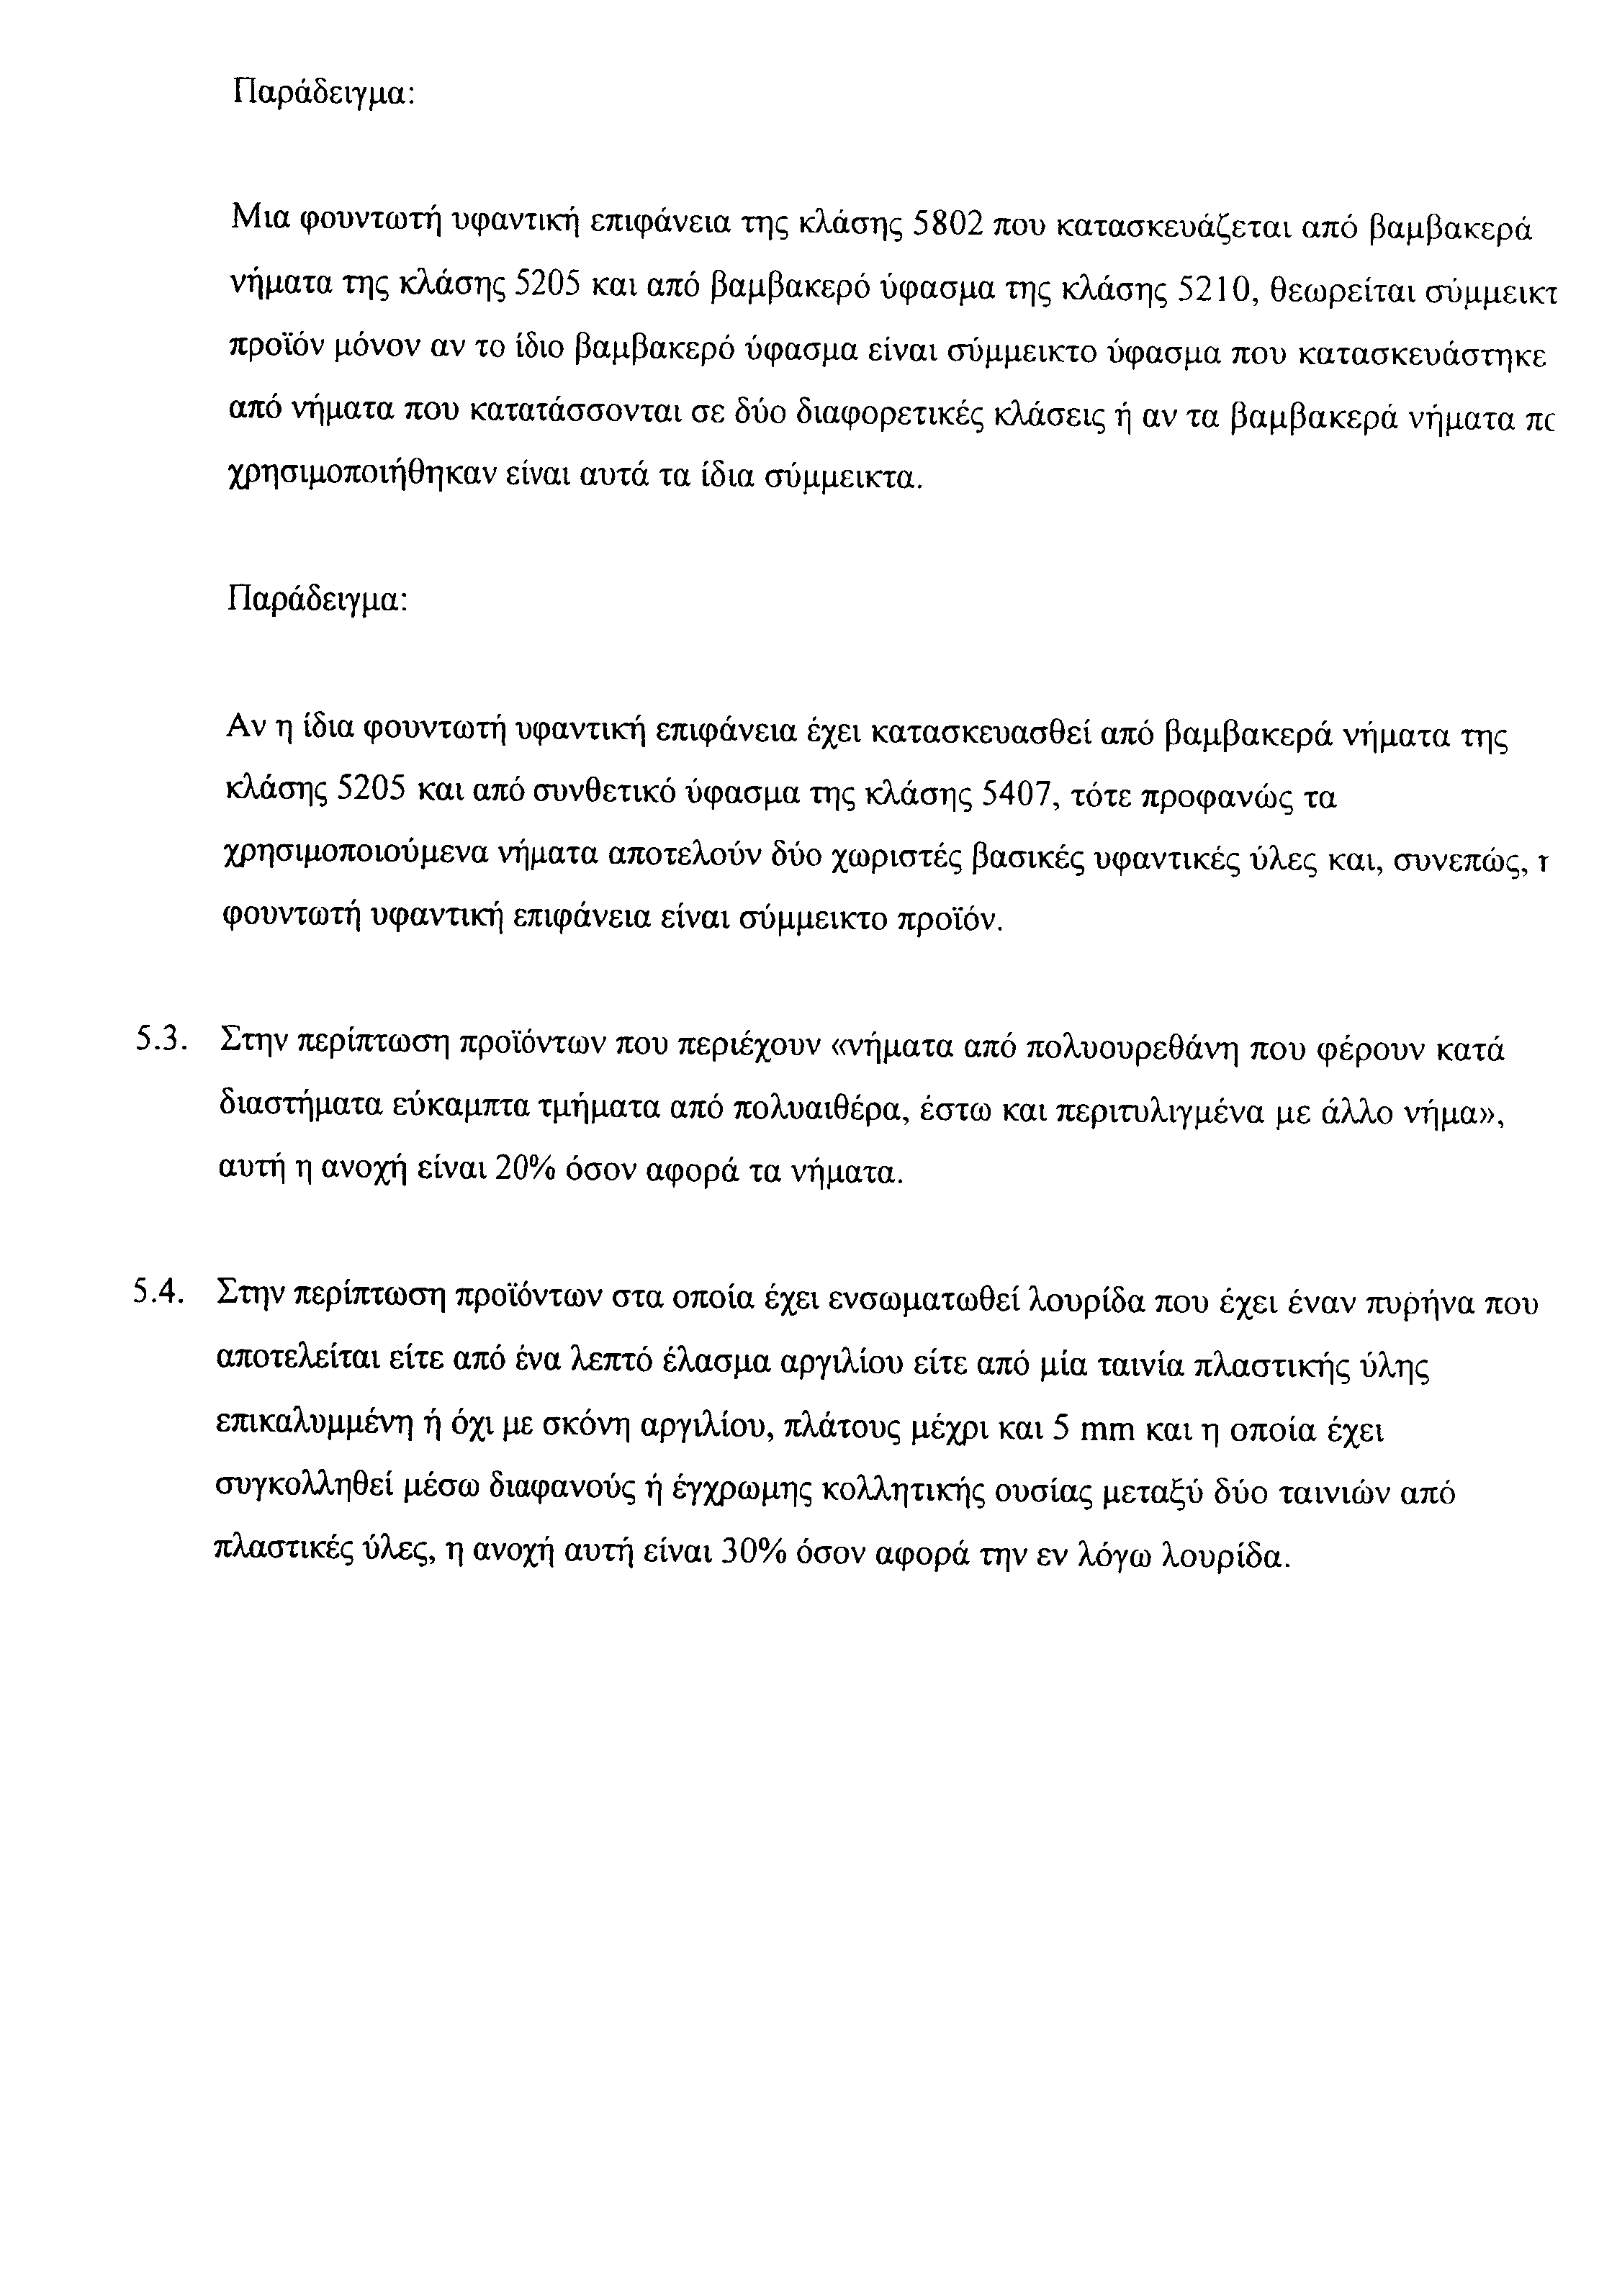 Παράδειγμα:
Μια φουντωτή υφαντική επιφάνεια της κλάσης 5802 που κατασκευάζεται από βαμβακερά
νήματα της κλάσης 5205 και από βαμβακερό ύφασμα της κλάσης 5210, θεωρείται σύμμεικτ
προϊόν μόνον αν το ίδιο βαμβακερό ύφασμα είναι σύμμεικτο ύφασμα που κατασκευάστηκε
από νήματα που κατατάσσονται σε δύο διαφορετικές κλάσεις ή αν τα βαμβακερά νήματα
χρησιμοποιήθηκαν είναι αυτά τα ίδια σύμμεικτα.
Παράδειγμα:
Αν η ίδια φουντωτή υφαντική επιφάνεια έχει κατασκευασθεί από βαμβακερά νήματα της
κλάσης 5205 και από συνθετικό ύφασμα της κλάσης 5407, τότε προφανώς τα
χρησιμοποιούμενα νήματα αποτελούν δύο χωριστές βασικές υφαντικές ύλες και, συνεπώς,
φουντωτή υφαντική επιφάνεια είναι σύμμεικτο προϊόν.
5.3. Στην περίπτωση προϊόντων που περιέχουν «νήματα από πολυουρεθάνη που φέρουν κατά
διαστήματα εύκαμπτα τμήματα από πολυαιθέρα, έστω και περιτυλιγμένα με άλλο νήμα»,
αυτή η ανοχή είναι 20% όσον αφορά τα νήματα.
5.4. Στην περίπτωση προϊόντων στα οποία έχει ενσωματωθεί λουρίδα που έχει έναν πυρήνα που
αποτελείται είτε από ένα λεπτό έλασμα αργιλίου είτε από μία ταινία πλαστικής ύλης
επικαλυμμένη ή όχι με σκόνη αργιλίου, πλάτους μέχρι και 5 mm και η οποία έχει
συγκολληθεί μέσω διαφανούς ή έγχρωμης κολλητικής ουσίας μεταξύ δύο ταινιών από
πλαστικές ύλες, η ανοχή αυτή είναι 30% όσον αφορά την εν λόγω λουρίδα.